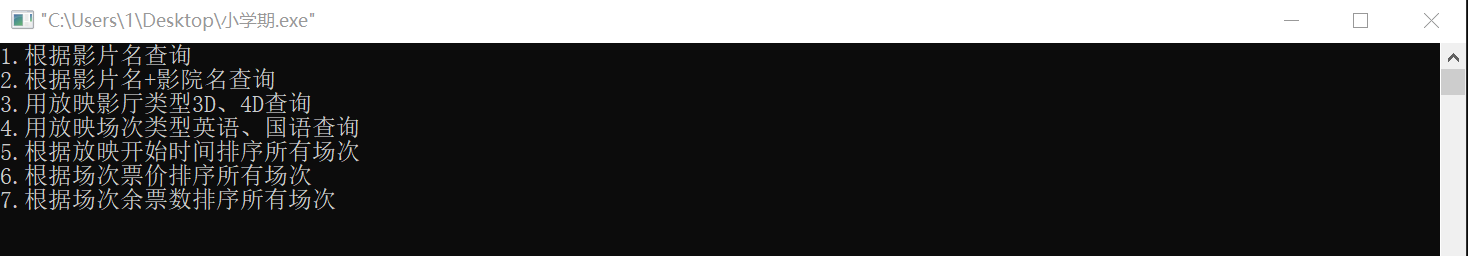 "C:\Users\1\Desktop\小学期.exe"
1.根据影片名查询
2.根据影片名+影院名查询
3.用放映影厅类型3D、4D查询
4.用放映场次类型英语、国语查询
5.根据放映开始时间排序所有场次
6.根据场次票价排序所有场次
7.根据场次余票数排序所有场次